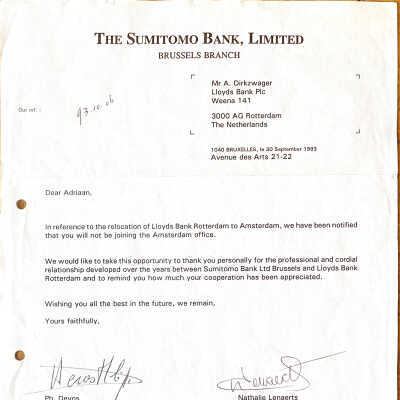 THE SUMITOMO BANK, LIMITED
BRUSSELS BRANCH
Mr A. Dirkzwager
Lloyds Bank Plc
Weena 141
3000 AG Rotterdam
The Netherlands
Our ref. :
93.10.06
1040 BRUXELLES, le 30 September 1993
Avenue des Arts 21-22
Dear Adriaan,
In reference to the relocation of Lloyds Bank Rotterdam to Amsterdam, we have been notified
that you will not be joining the Amsterdam office.
We would like to take this opportunity to thank you personally for the professional and cordial
relationship developed over the years between Sumitomo Bank Ltd Brussels and Lloyds Bank
Rotterdam and to remind you how much your cooperation has been appreciated.
Wishing you all the best in the future, we remain,
Yours faithfully,
Ph. Devos
Nathalie Lenaerts